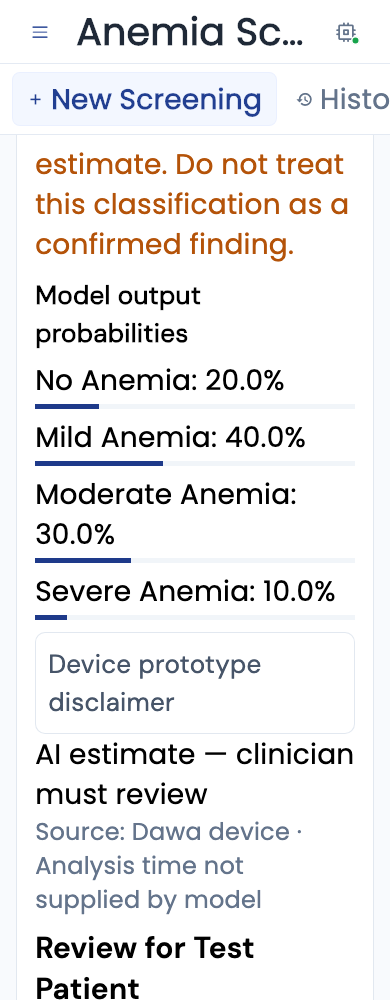 Anemia Sc...
+ New Screening
Histo
estimate. Do not treat
this classification as a
confirmed finding.
Model output
probabilities
No Anemia: 20.0%
Mild Anemia: 40.0%
Moderate Anemia:
30.0%
Severe Anemia: 10.0%
Device prototype
disclaimer
AI estimate — clinician
must review
Source: Dawa device ·
Analysis time not
supplied by model
Review for Test
Patient